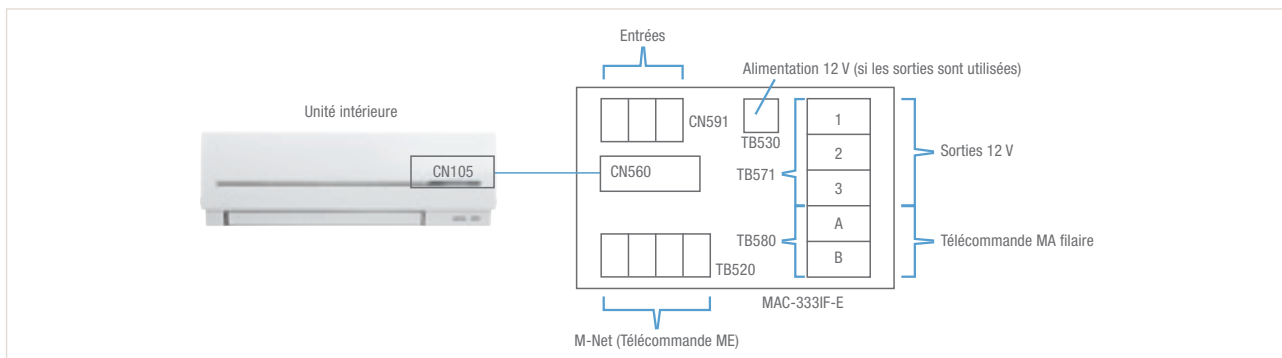 Entrées
Alimentation 12 V (si les sorties sont utilisées)
Unité intérieure
CN591
TB530
1
Sorties 12 V
2
CN105
CN560
TB571
3
A
TB580
Télécommande MA filaire
B
TB520
MAC-333IF-E
M-Net (Télécommande ME)